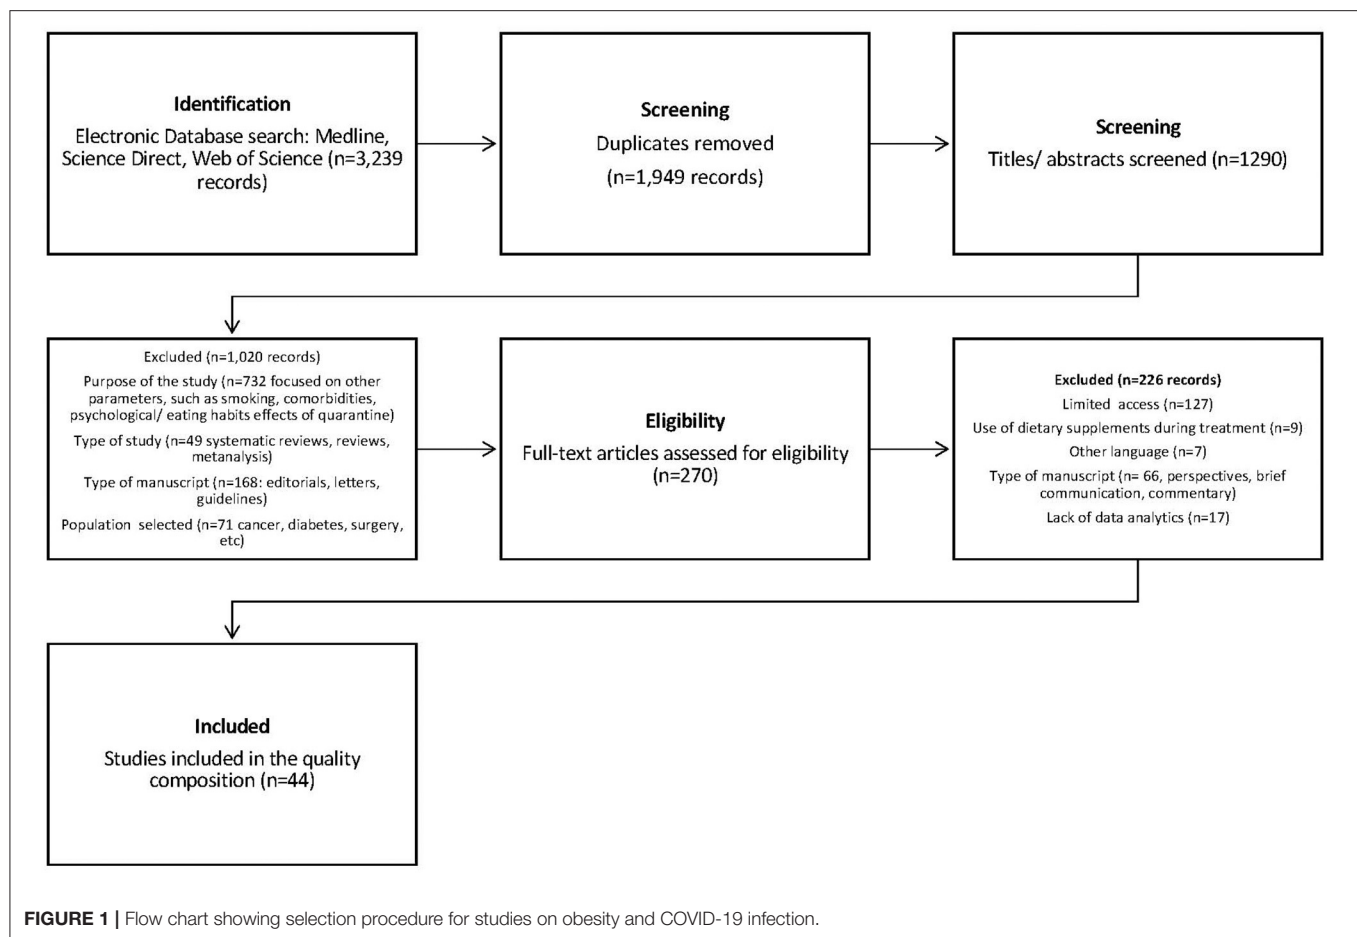 Identification
Electronic Database search: Medline,
Science Direct, Web of Science (n=3,239
records)
Screening
Duplicates removed
(n=1,949 records)
Screening
Titles/ abstracts screened (n=1290)
Excluded (n=1,020 records)
Purpose of the study (n=732 focused on other
parameters, such as smoking, comorbidities,
psychological/ eating habits effects of quarantine)
Type of study (n=49 systematic reviews, reviews,
metanalysis)
Type of manuscript (n=168: editorials, letters,
guidelines)
Population selected (n=71 cancer, diabetes, surgery,
etc)
Eligibility
Full-text articles assessed for eligibility
(n=270)
Excluded (n=226 records)
Limited access (n=127)
Use of dietary supplements during treatment (n=9)
Other language (n=7)
Type of manuscript (n= 66, perspectives, brief
communication, commentary)
Lack of data analytics (n=17)
Included
Studies included in the quality
composition (n=44)
FIGURE 1 | Flow chart showing selection procedure for studies on obesity and COVID-19 infection.